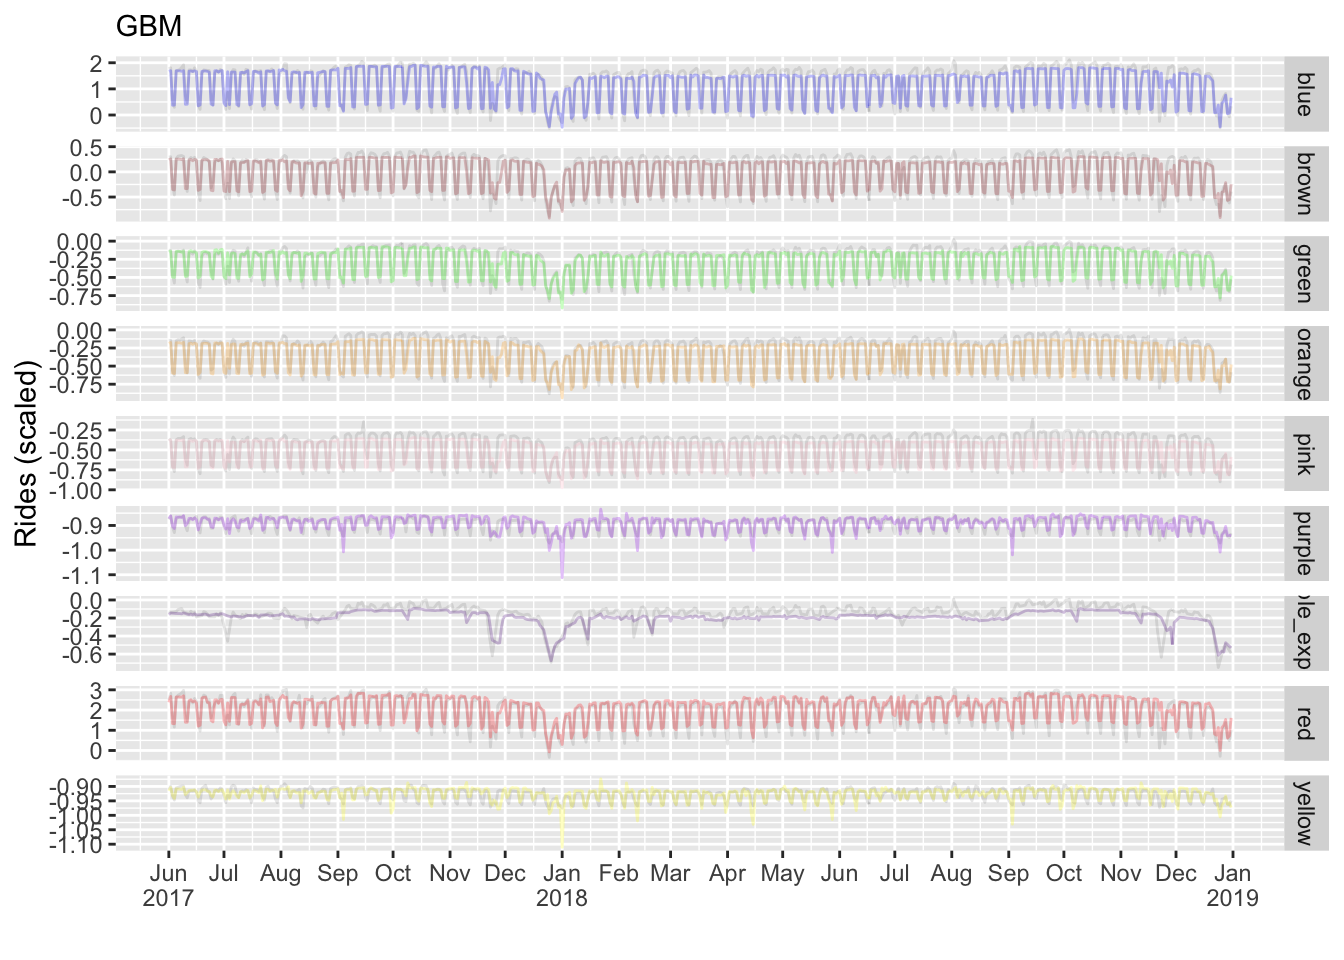 GBM
Rides (scaled)
2
1
0
blue
0.5
0.0
-0.5
brown
0.00
-0.25
-0.50
-0.75
green
0.00
-0.25
-0.50
-0.75
orange
-0.25
-0.50
-0.75
-1.00
pink
-0.9
-1.0
-1.1
purple
0.0
-0.2
-0.4
-0.6
le_exp
3
2
1
0
red
-0.90
-0.95
-1.00
-1.05
-1.10
yellow
Jun Jul Aug Sep Oct Nov Dec Jan Feb Mar Apr May Jun Jul Aug Sep Oct Nov Dec Jan
2017 2018 2019